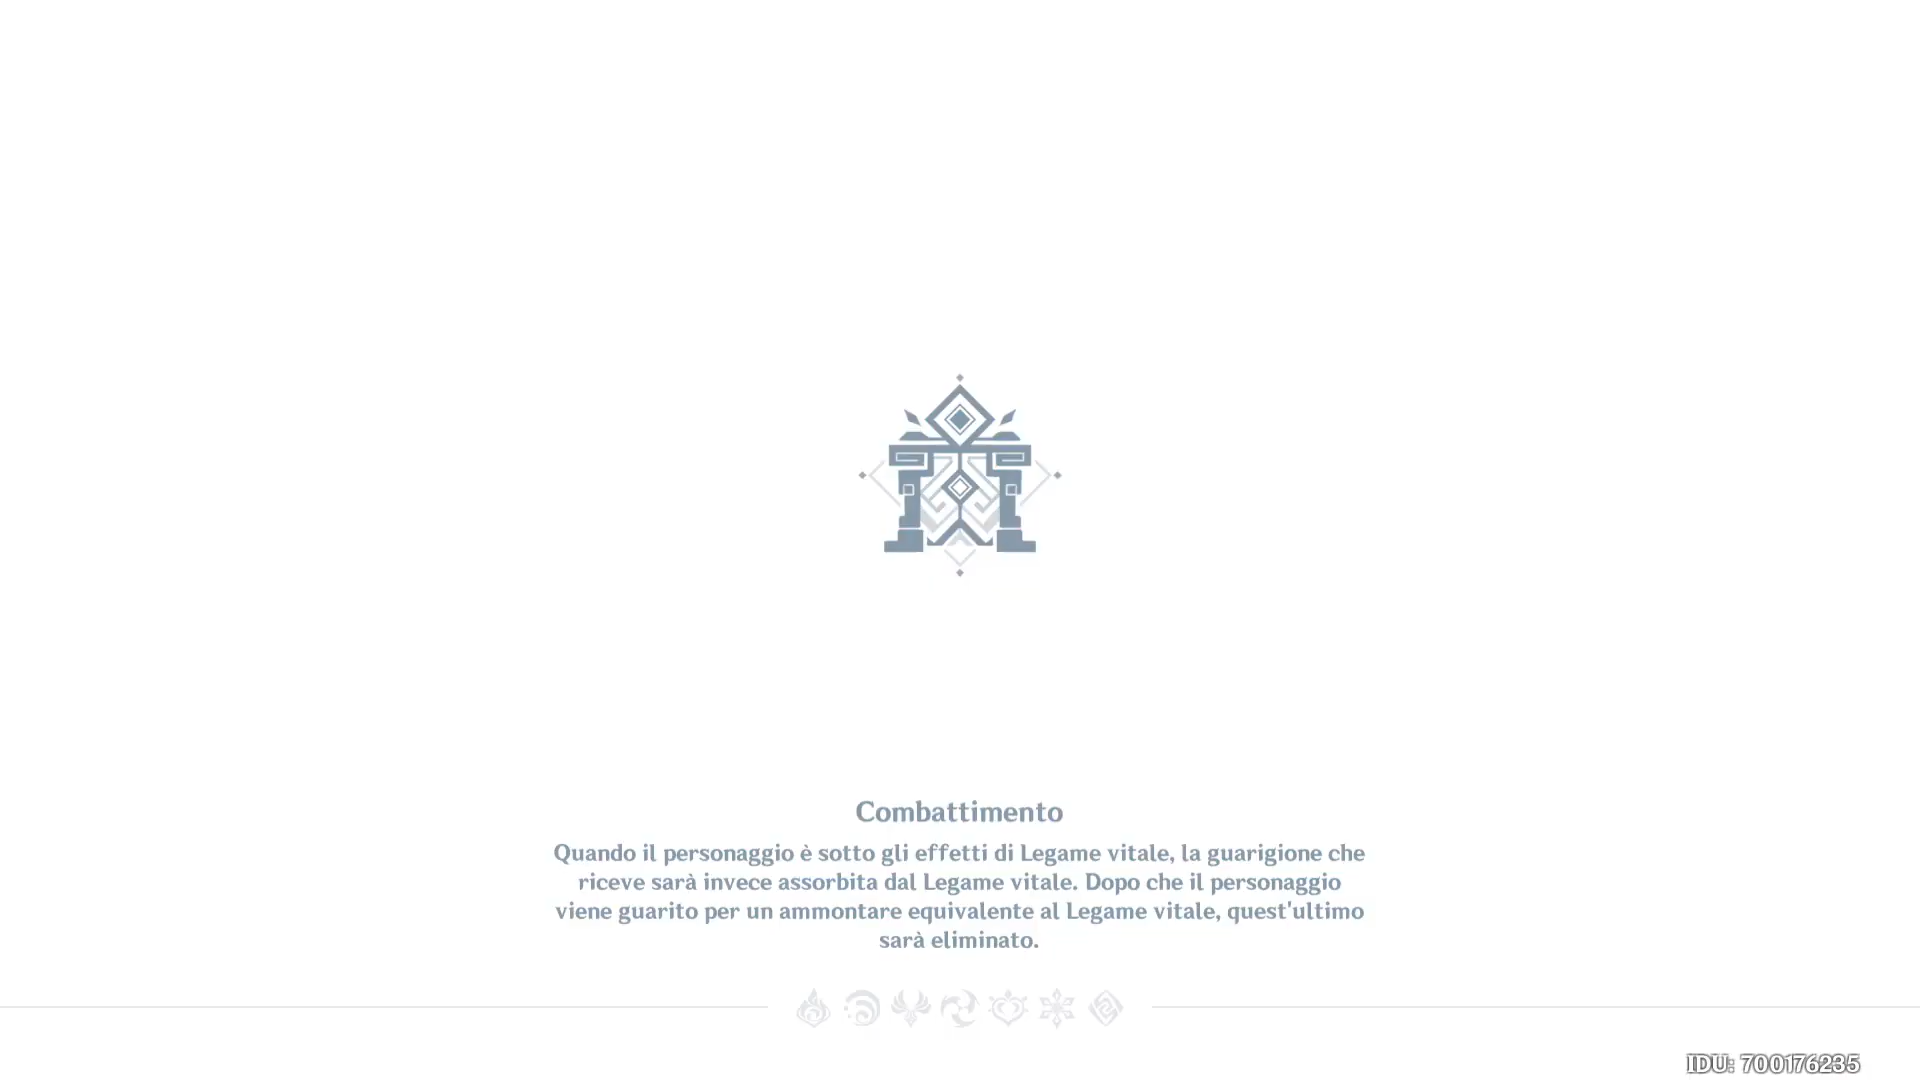 Combattimento
Quando il personaggio è sotto gli effetti di Legame vitale, la guarigione che
riceve sarà invece assorbita dal Legame vitale. Dopo che il personaggio
viene guarito per un ammontare equivalente al Legame vitale, quest'ultimo
sarà eliminato.
IDU: 700176235